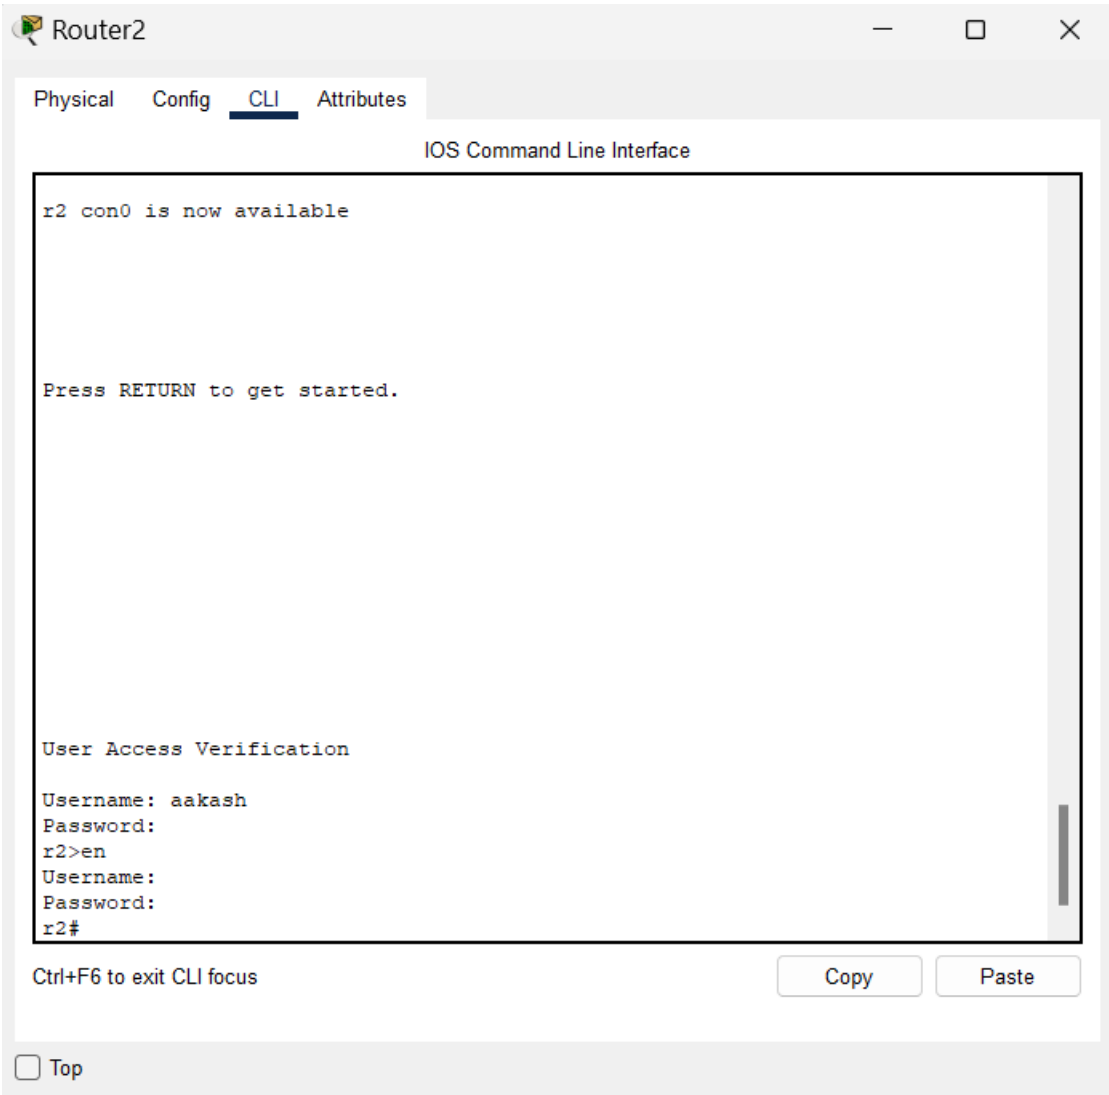 Router2
Physical Config CLI Attributes
IOS Command Line Interface
r2 con0 is now available
Press RETURN to get started.
User Access Verification
Username: aakash
Password:
r2>en
Username:
Password:
r2#
Ctrl+F6 to exit CLI focus
Copy Paste
Top